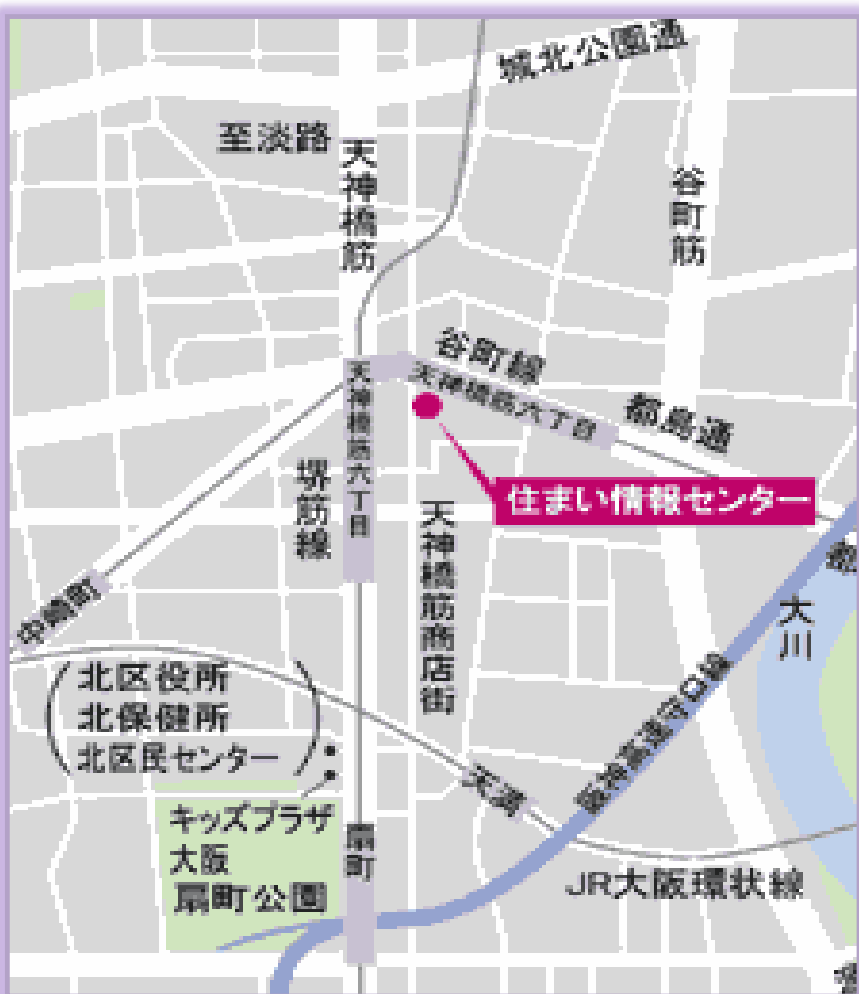 城北公園通
至淡路
天神橋筋
谷町筋
谷町線
天神橋筋六丁目
都島通
天神橋筋六丁目
堺筋線
住まい情報センター
天神橋筋商店街
中崎町
大川
北区役所
北保健所
北区民センター
阪神高速守口線
天満
キッズプラザ
大阪
扇町
扇町公園
JR大阪環状線